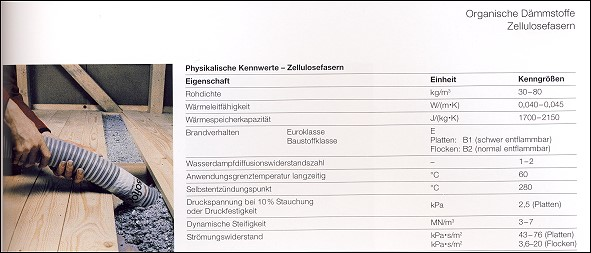 Organische Dämmstoffe
Zellulosefasern
Physikalische Kennwerte – Zellulosefasern
Eigenschaft Einheit Kenngrößen
Rohdichte kg/m³ 30–80
Wärmeleitfähigkeit W/(m·K) 0,040–0,045
Wärmespeicherkapazität J/(kg·K) 1700–2150
Brandverhalten Euroklasse E
Baustoffklasse Platten: B1 (schwer entflammbar)
Flocken: B2 (normal entflammbar)
Wasserdampfdiffusionswiderstandszahl – 1–2
Anwendungsgrenztemperatur langzeitig °C 60
Selbstentzündungspunkt °C 280
Druckspannung bei 10% Stauchung
oder Druckfestigkeit kPa 2,5 (Platten)
Dynamische Steifigkeit MN/m³ 3–7
Strömungswiderstand kPa·s/m² 43–76 (Platten)
kPa·s/m² 3,6–20 (Flocken)